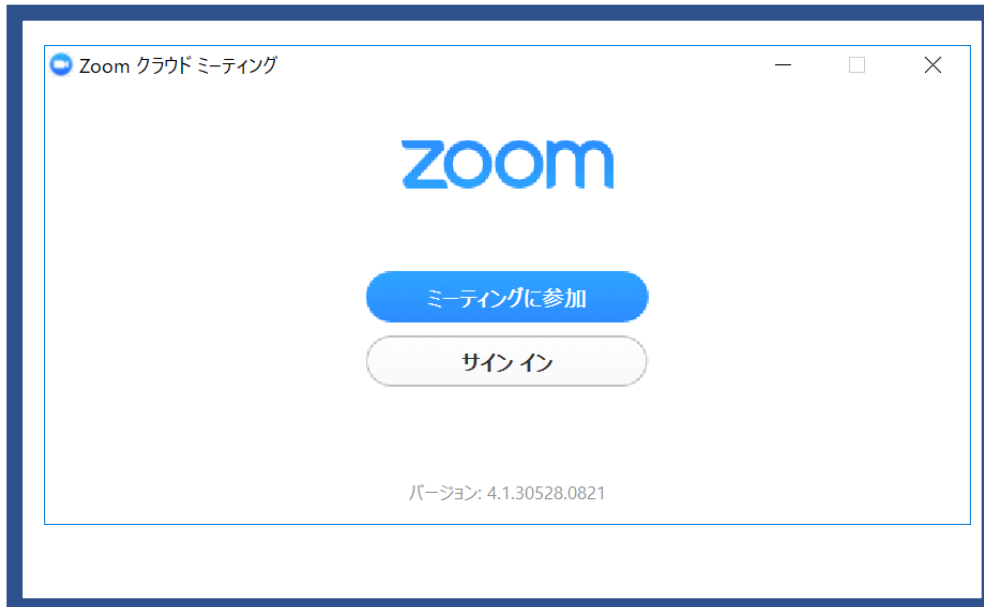 Zoom クラウド ミーティング
zoom
ミーティングに参加
サイン イン
バージョン: 4.1.30528.0821